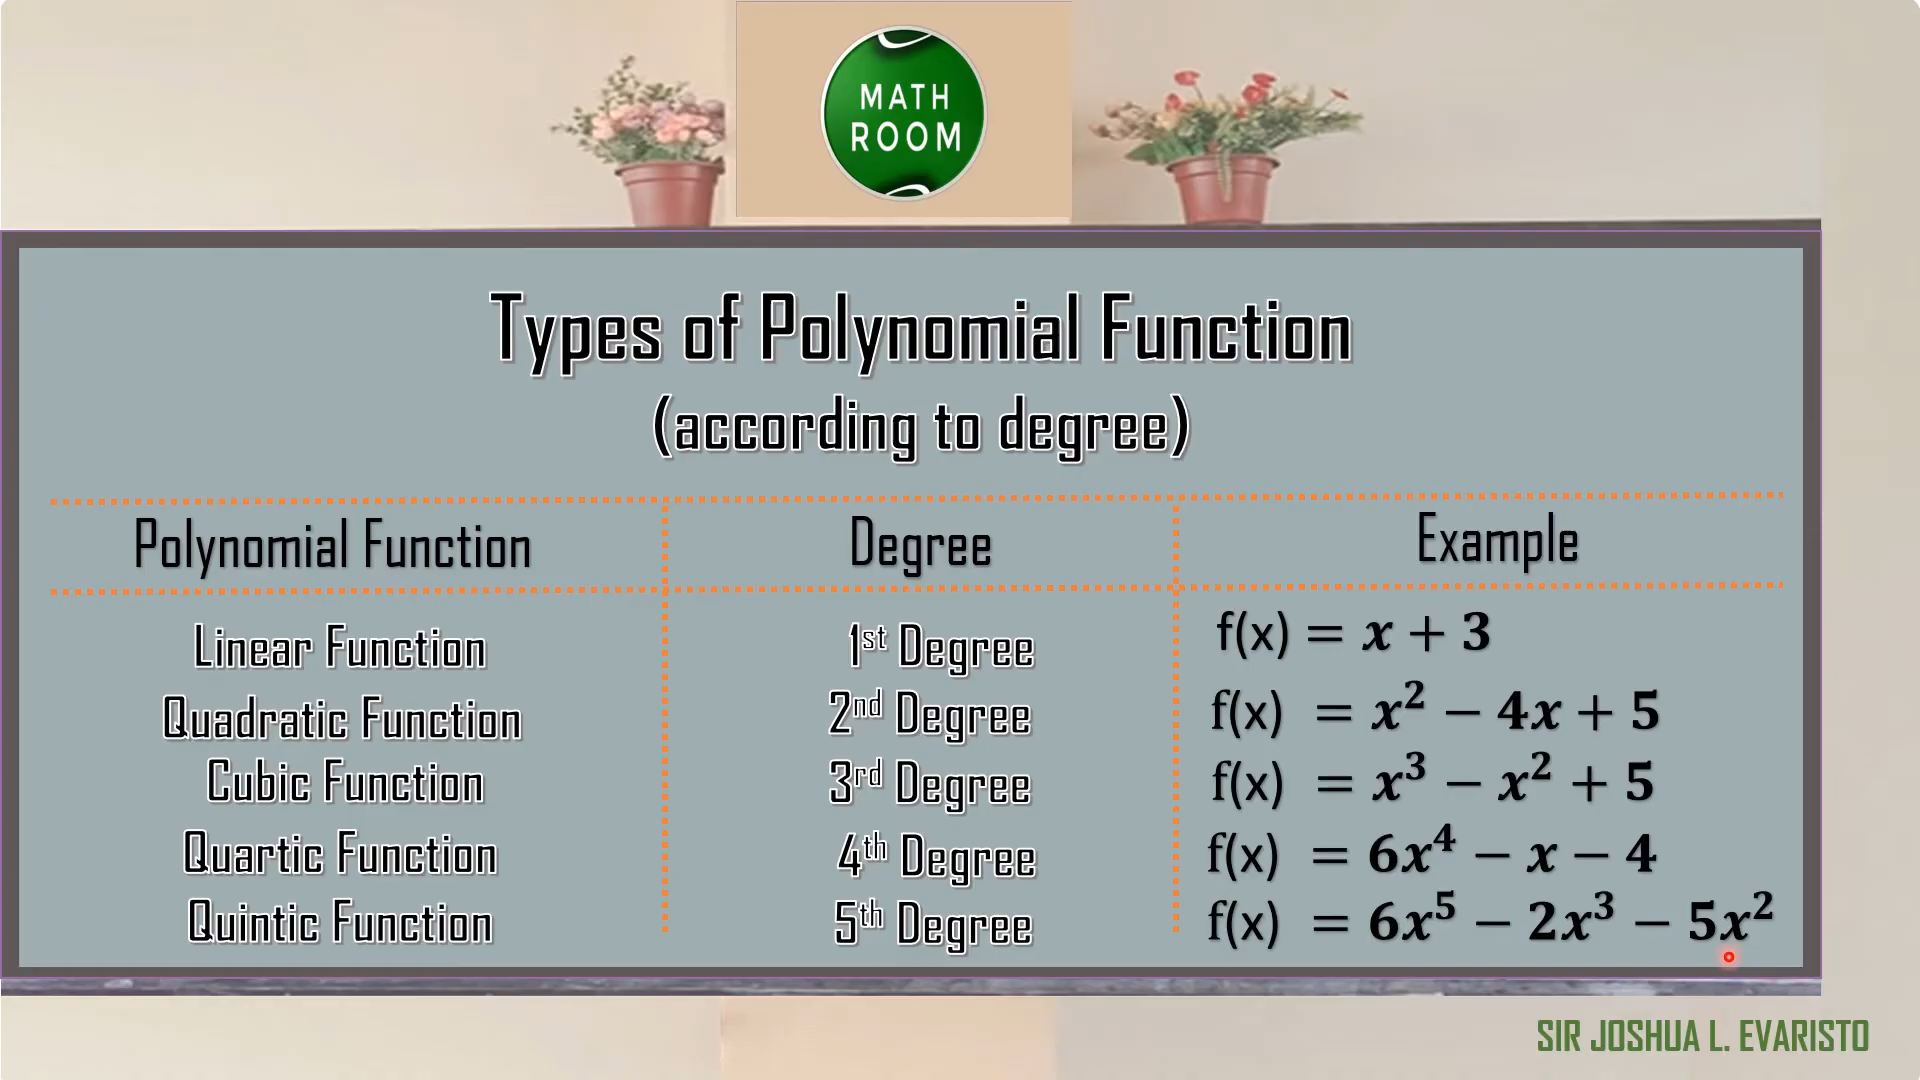 MATH
ROOM
Types of Polynomial Function
(according to degree)
Polynomial Function Degree Example
Linear Function 1st Degree f(x) = x + 3
Quadratic Function 2nd Degree f(x) = x² − 4x + 5
Cubic Function 3rd Degree f(x) = x³ − x² + 5
Quartic Function 4th Degree f(x) = 6x⁴ − x − 4
Quintic Function 5th Degree f(x) = 6x⁵ − 2x³ − 5x²
SIR JOSHUA L. EVARISTO